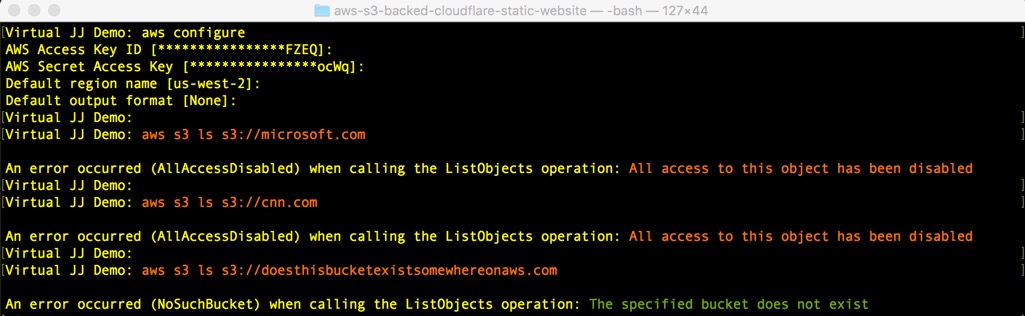 aws-s3-backed-cloudflare-static-website — -bash — 127×44
[Virtual JJ Demo: aws configure ]
AWS Access Key ID [****************FZEQ]:
AWS Secret Access Key [****************ocWq]:
Default region name [us-west-2]:
Default output format [None]:
[Virtual JJ Demo: ]
[Virtual JJ Demo: aws s3 ls s3://microsoft.com ]
An error occurred (AllAccessDisabled) when calling the ListObjects operation: All access to this object has been disabled
[Virtual JJ Demo: ]
[Virtual JJ Demo: aws s3 ls s3://cnn.com ]
An error occurred (AllAccessDisabled) when calling the ListObjects operation: All access to this object has been disabled
[Virtual JJ Demo: ]
[Virtual JJ Demo: aws s3 ls s3://doesthisbucketexistsomewhereonaws.com ]
An error occurred (NoSuchBucket) when calling the ListObjects operation: The specified bucket does not exist